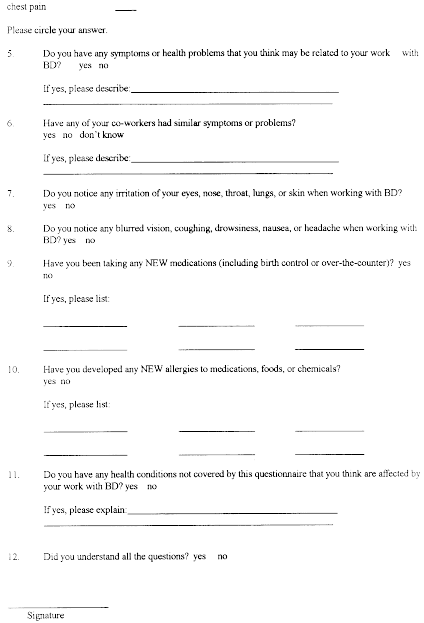 chest pain
Please circle your answer.
5. Do you have any symptoms or health problems that you think may be related to your work with
BD? yes no
If yes, please describe:
6. Have any of your co-workers had similar symptoms or problems?
yes no don't know
If yes, please describe:
7. Do you notice any irritation of your eyes, nose, throat, lungs, or skin when working with BD?
yes no
8. Do you notice any blurred vision, coughing, drowsiness, nausea, or headache when working with
BD? yes no
9. Have you been taking any NEW medications (including birth control or over-the-counter)? yes
no
If yes, please list:
10. Have you developed any NEW allergies to medications, foods, or chemicals?
yes no
If yes, please list:
11. Do you have any health conditions not covered by this questionnaire that you think are affected by
your work with BD? yes no
If yes, please explain:
12. Did you understand all the questions? yes no
Signature